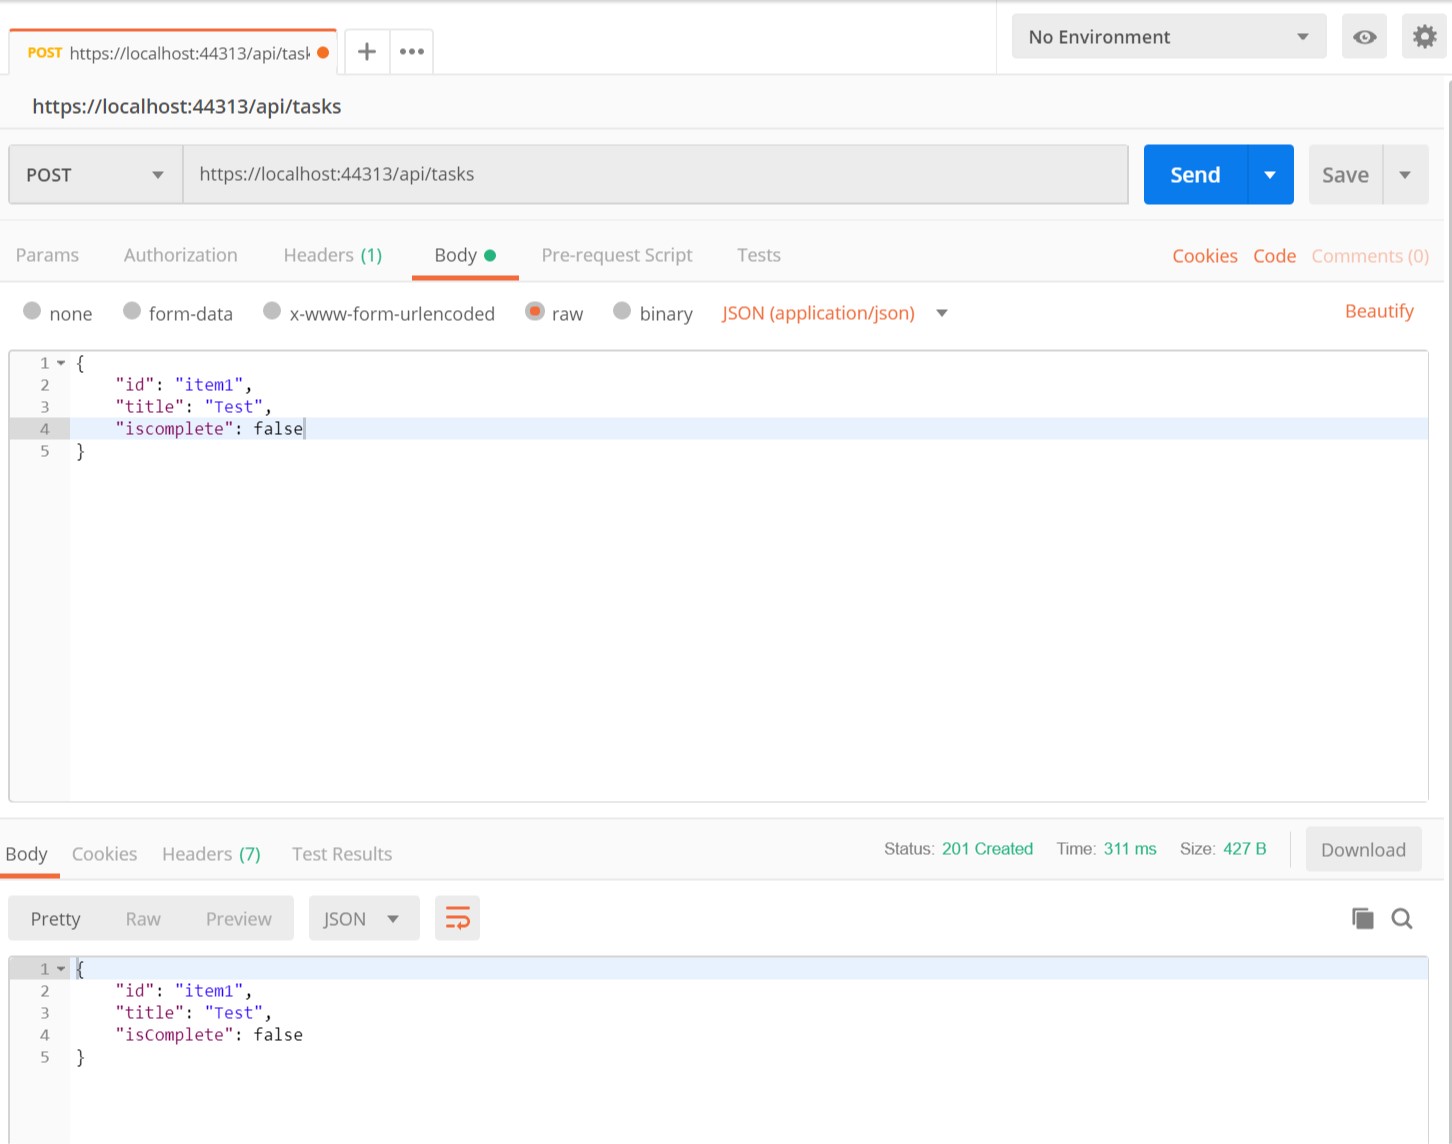 POST https://localhost:44313/api/task
No Environment
https://localhost:44313/api/tasks
POST https://localhost:44313/api/tasks Send Save
Params Authorization Headers (1) Body Pre-request Script Tests Cookies Code Comments (0)
none form-data x-www-form-urlencoded raw binary JSON (application/json) Beautify
1 {
2 "id": "item1",
3 "title": "Test",
4 "iscomplete": false
5 }
Body Cookies Headers (7) Test Results Status: 201 Created Time: 311 ms Size: 427 B Download
Pretty Raw Preview JSON
1 {
2 "id": "item1",
3 "title": "Test",
4 "isComplete": false
5 }